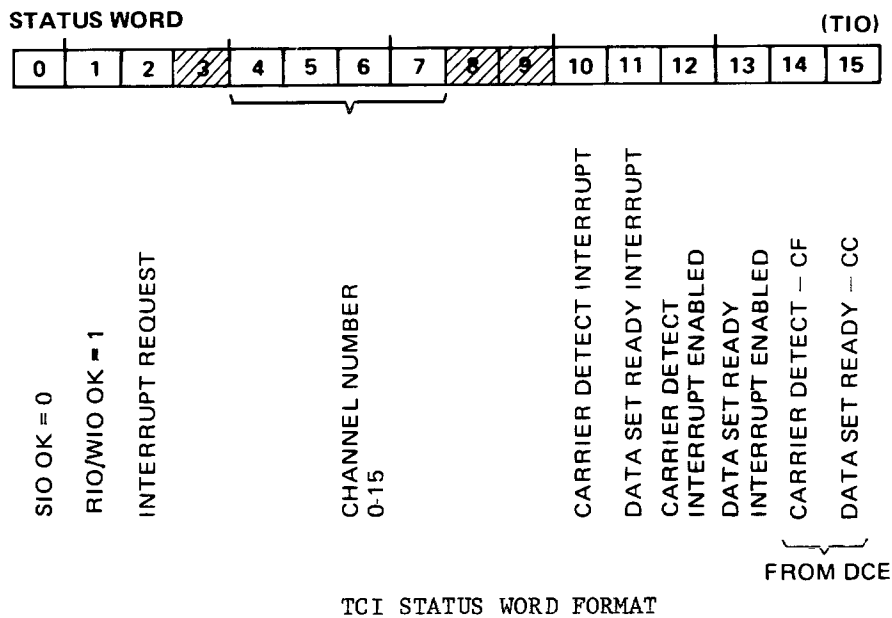 STATUS WORD
(TIO)
0 1 2 3 4 5 6 7 8 9 10 11 12 13 14 15
SIO OK = 0
RIO/WIO OK = 1
INTERRUPT REQUEST
CHANNEL NUMBER
0-15
CARRIER DETECT INTERRUPT
DATA SET READY INTERRUPT
CARRIER DETECT
INTERRUPT ENABLED
DATA SET READY
INTERRUPT ENABLED
CARRIER DETECT — CF
DATA SET READY — CC
FROM DCE
TCI STATUS WORD FORMAT